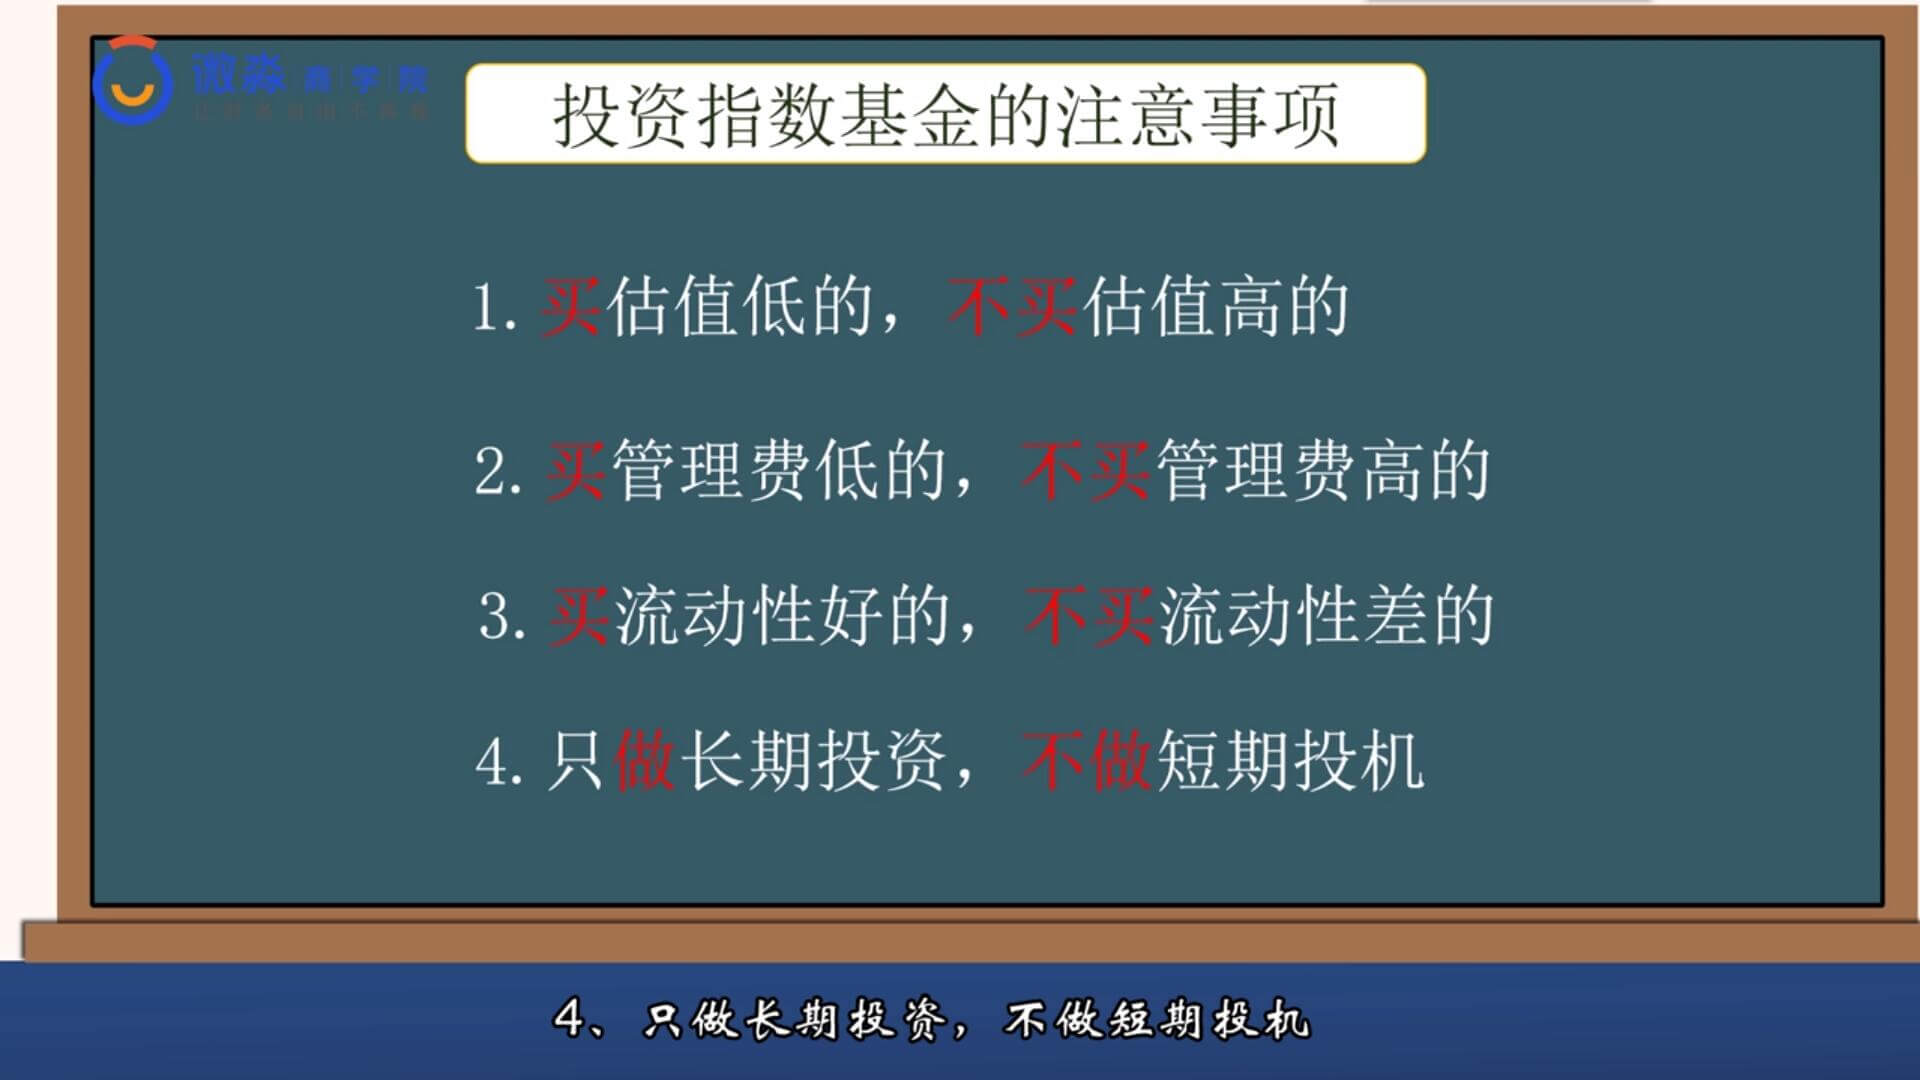 微淼商学院
投资指数基金的注意事项
1. 买估值低的，不买估值高的
2. 买管理费低的，不买管理费高的
3. 买流动性好的，不买流动性差的
4. 只做长期投资，不做短期投机
4、只做长期投资，不做短期投机